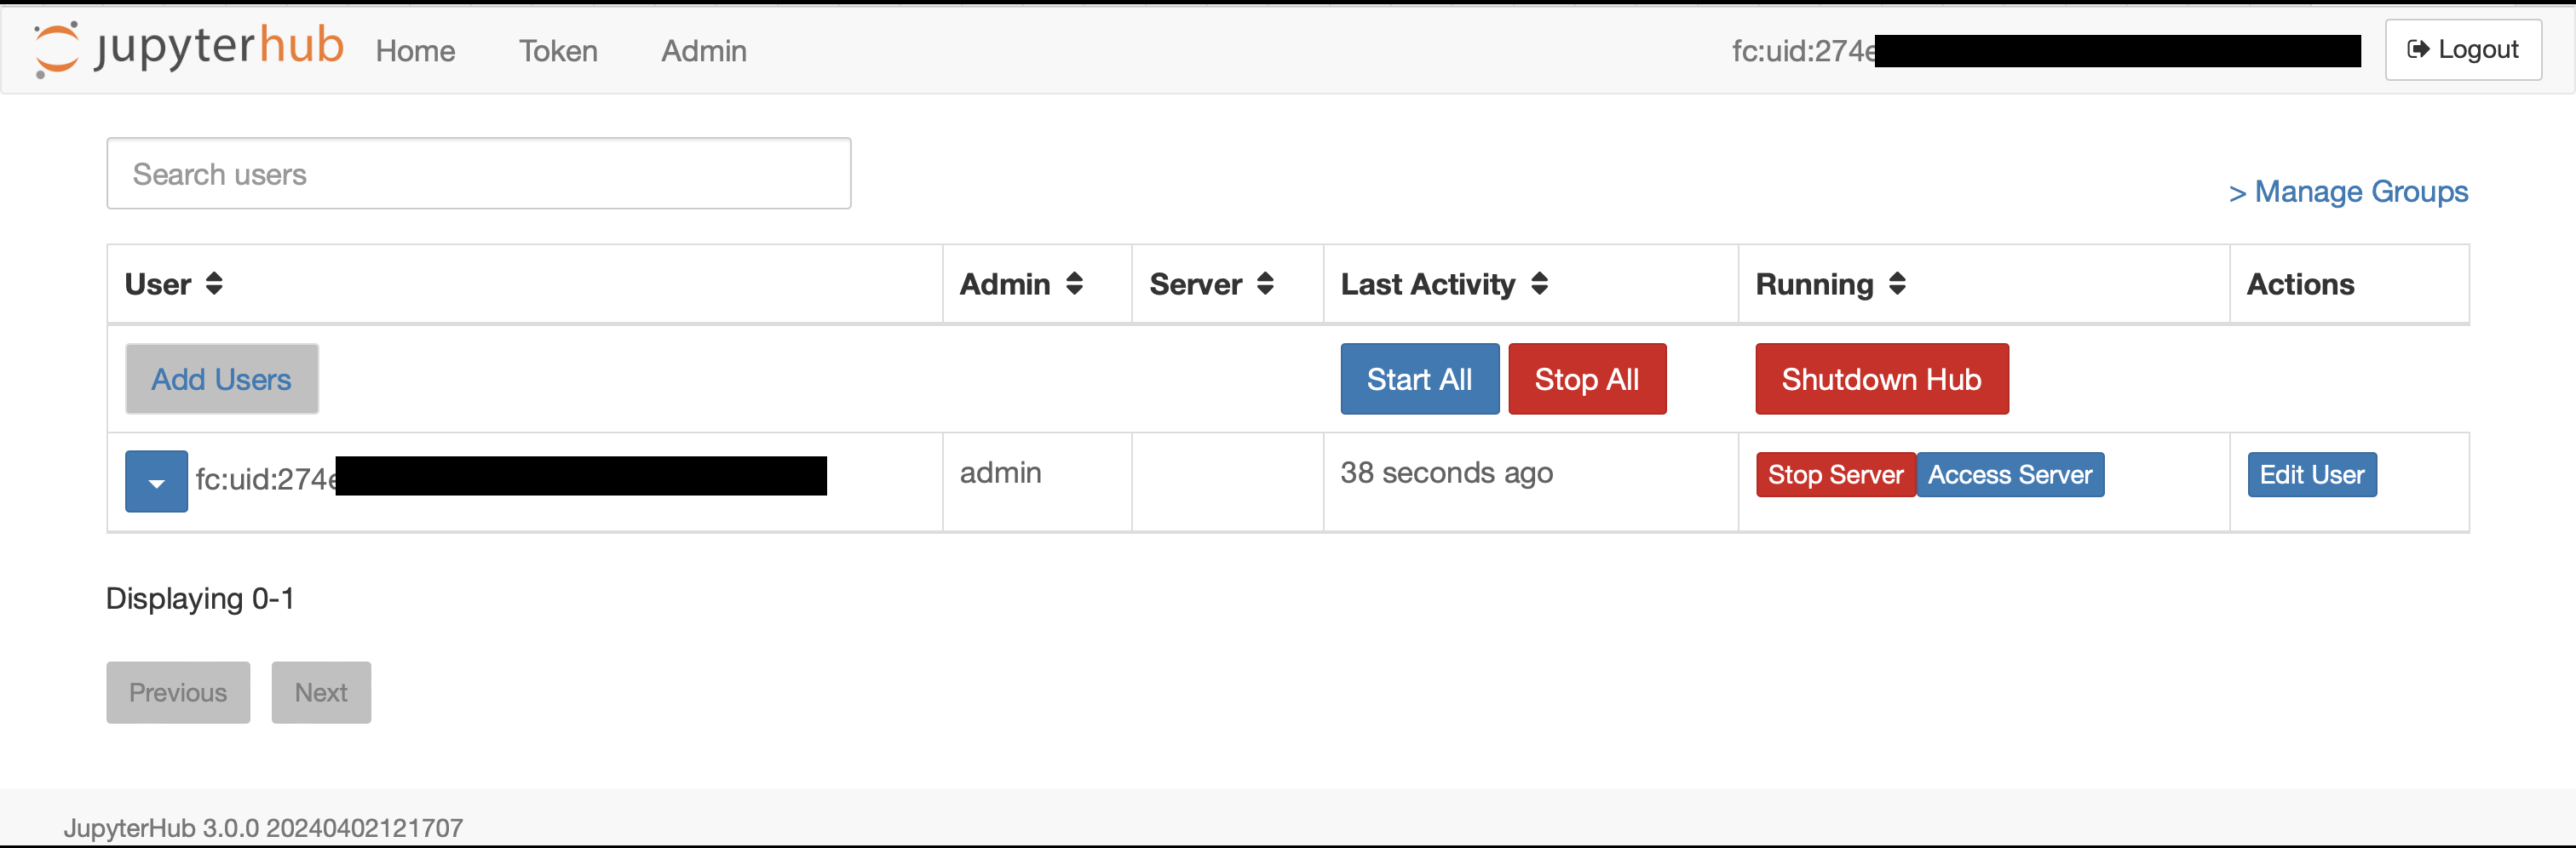 jupyterhub Home Token Admin fc:uid:274e Logout
Search users
> Manage Groups
User Admin Server Last Activity Running Actions
Add Users Start All Stop All Shutdown Hub
fc:uid:274e admin 38 seconds ago Stop Server Access Server Edit User
Displaying 0-1
Previous Next
JupyterHub 3.0.0 20240402121707